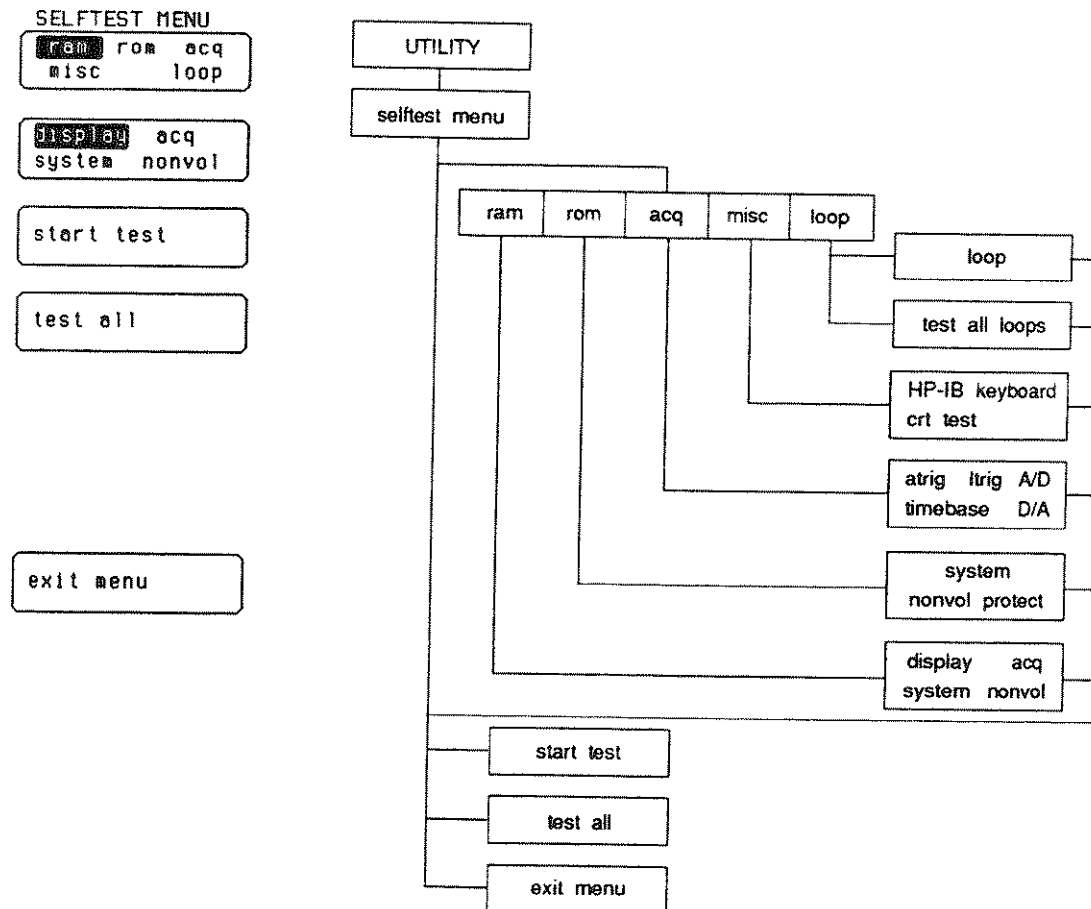 SELFTEST MENU
ram rom acq
misc loop
display acq
system nonvol
start test
test all
exit menu
UTILITY
selftest menu
ram rom acq misc loop
loop
test all loops
HP-IB keyboard
crt test
atrig ltrig A/D
timebase D/A
system
nonvol protect
display acq
system nonvol
start test
test all
exit menu